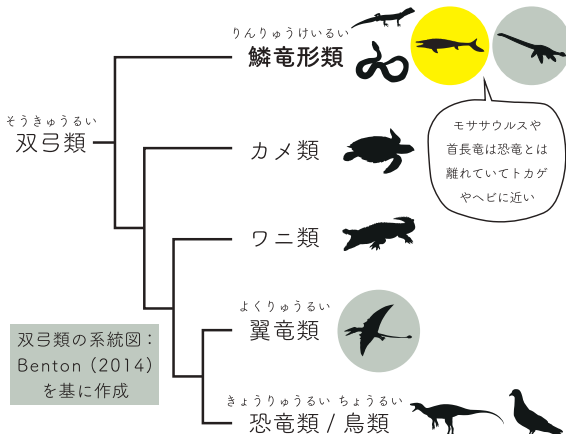 りんりゅうけいるい
鱗竜形類
そうきゅうるい
双弓類
モササウルスや
首長竜は恐竜とは
離れていてトカゲ
やヘビに近い
カメ類
ワニ類
よくりゅうるい
翼竜類
双弓類の系統図：
Benton (2014)
を基に作成
きょうりゅうるい ちょうるい
恐竜類 / 鳥類